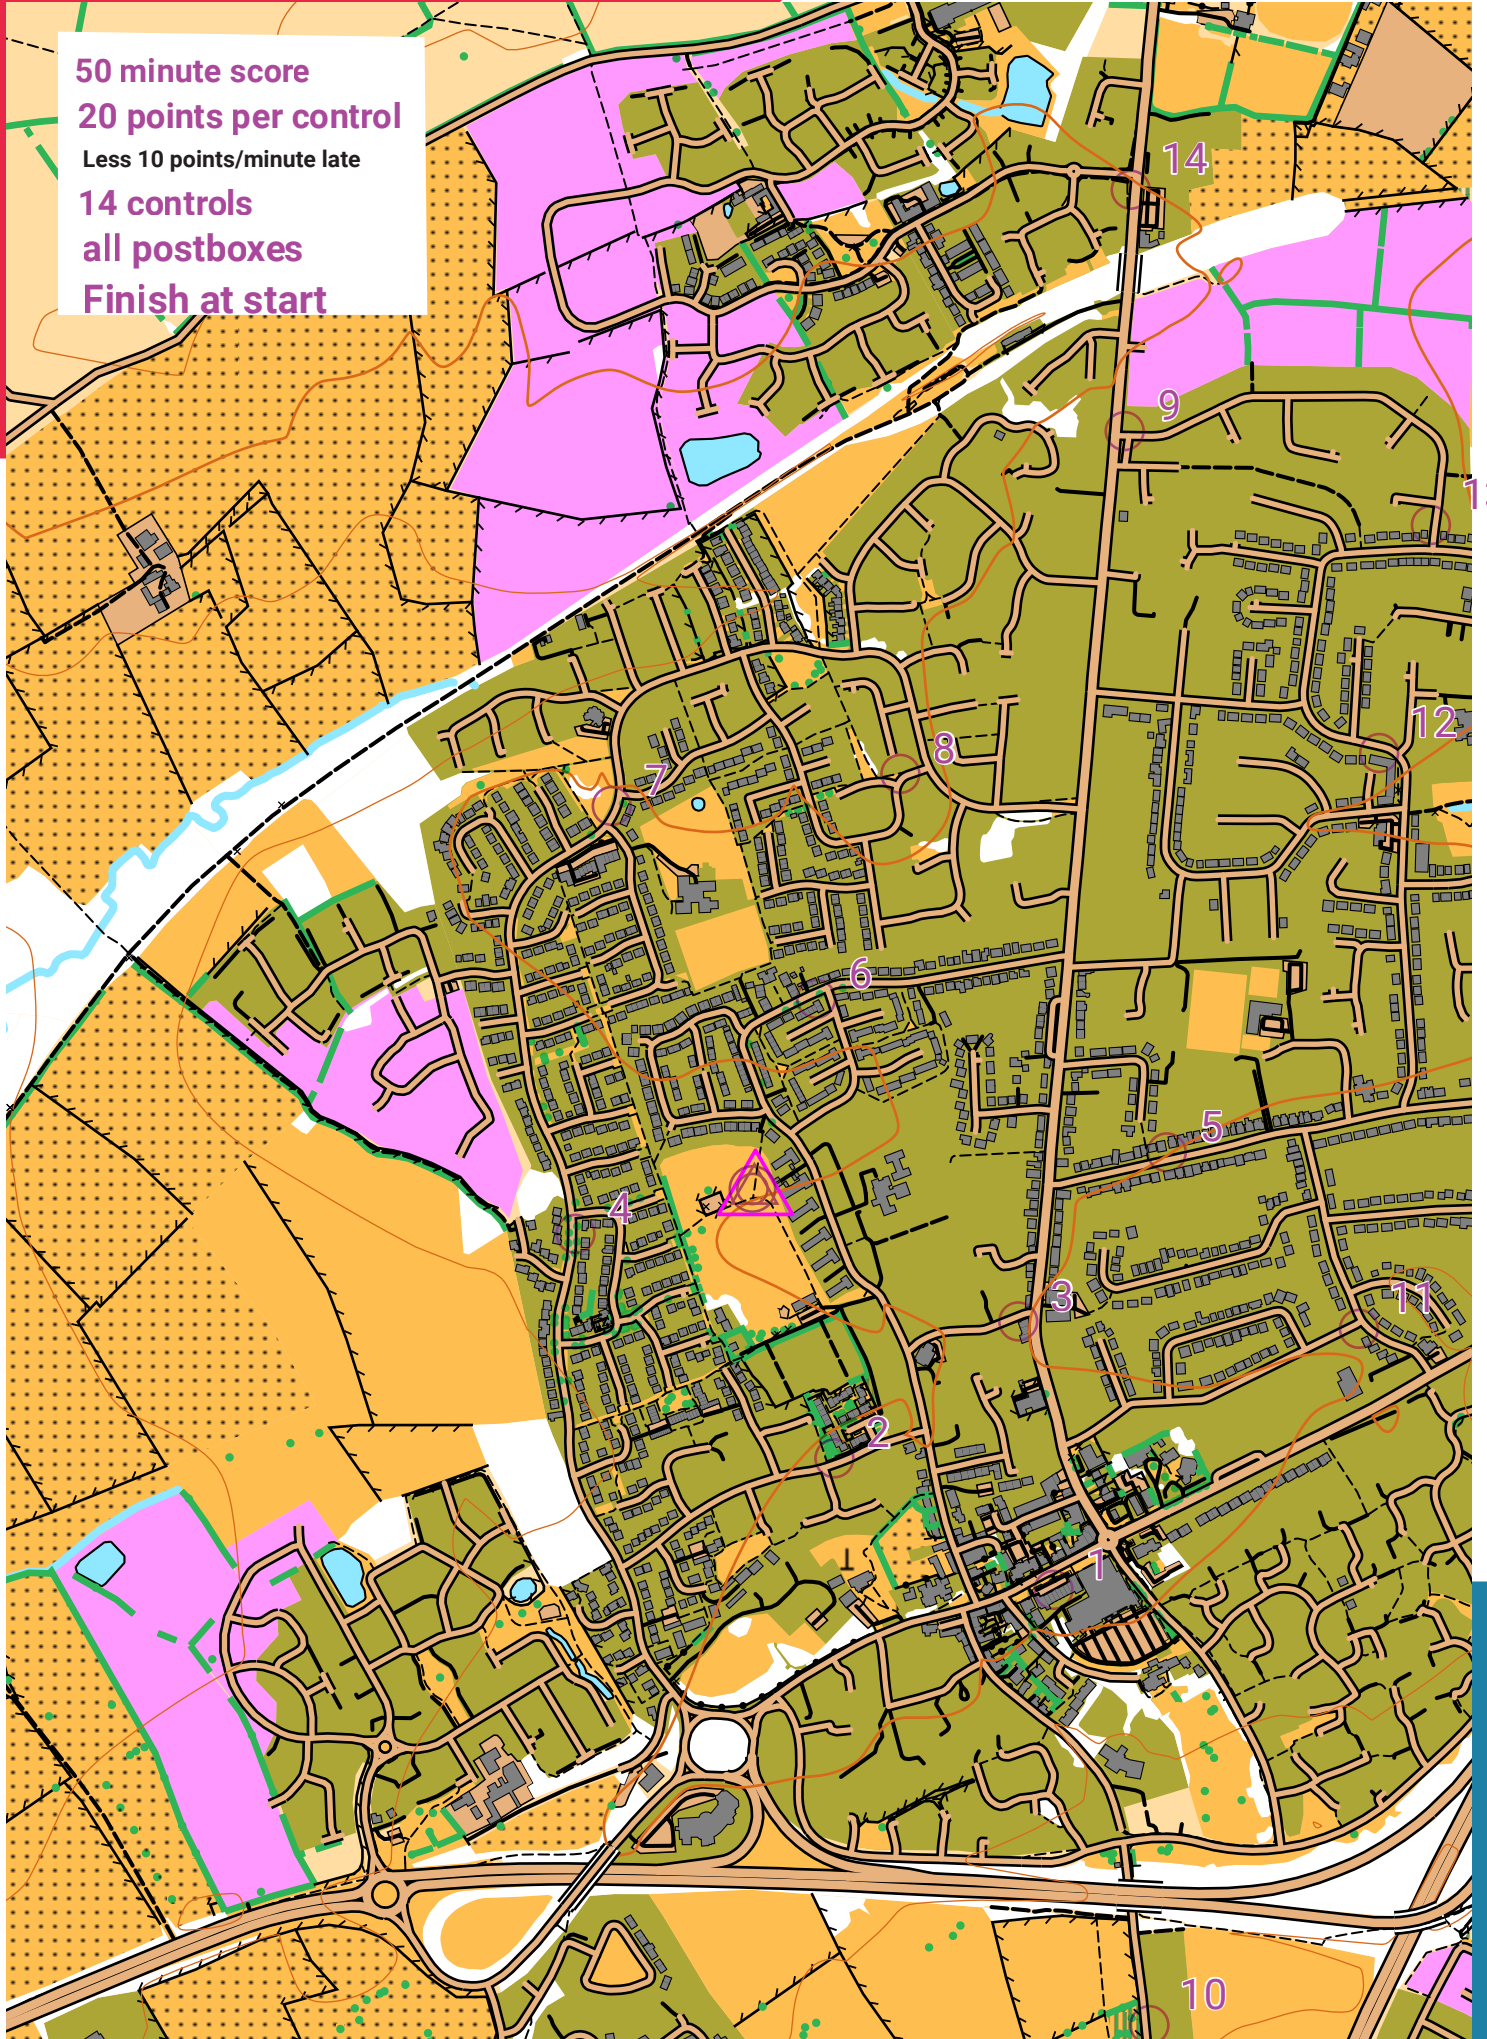 50 minute score
20 points per control
Less 10 points/minute late
14 controls
all postboxes
Finish at start
14
9
12
8
7
6
5
4
3
11
2
1
10